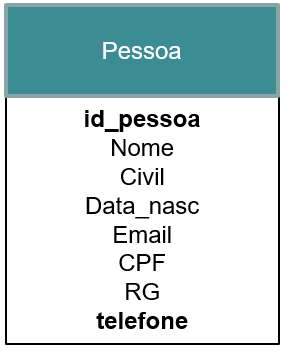 Pessoa
id_pessoa
Nome
Civil
Data_nasc
Email
CPF
RG
telefone